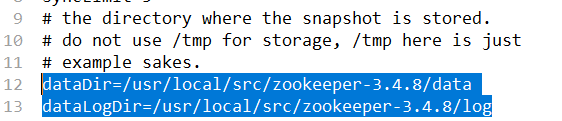 9 # the directory where the snapshot is stored.
10 # do not use /tmp for storage, /tmp here is just
11 # example sakes.
12 dataDir=/usr/local/src/zookeeper-3.4.8/data
13 dataLogDir=/usr/local/src/zookeeper-3.4.8/log